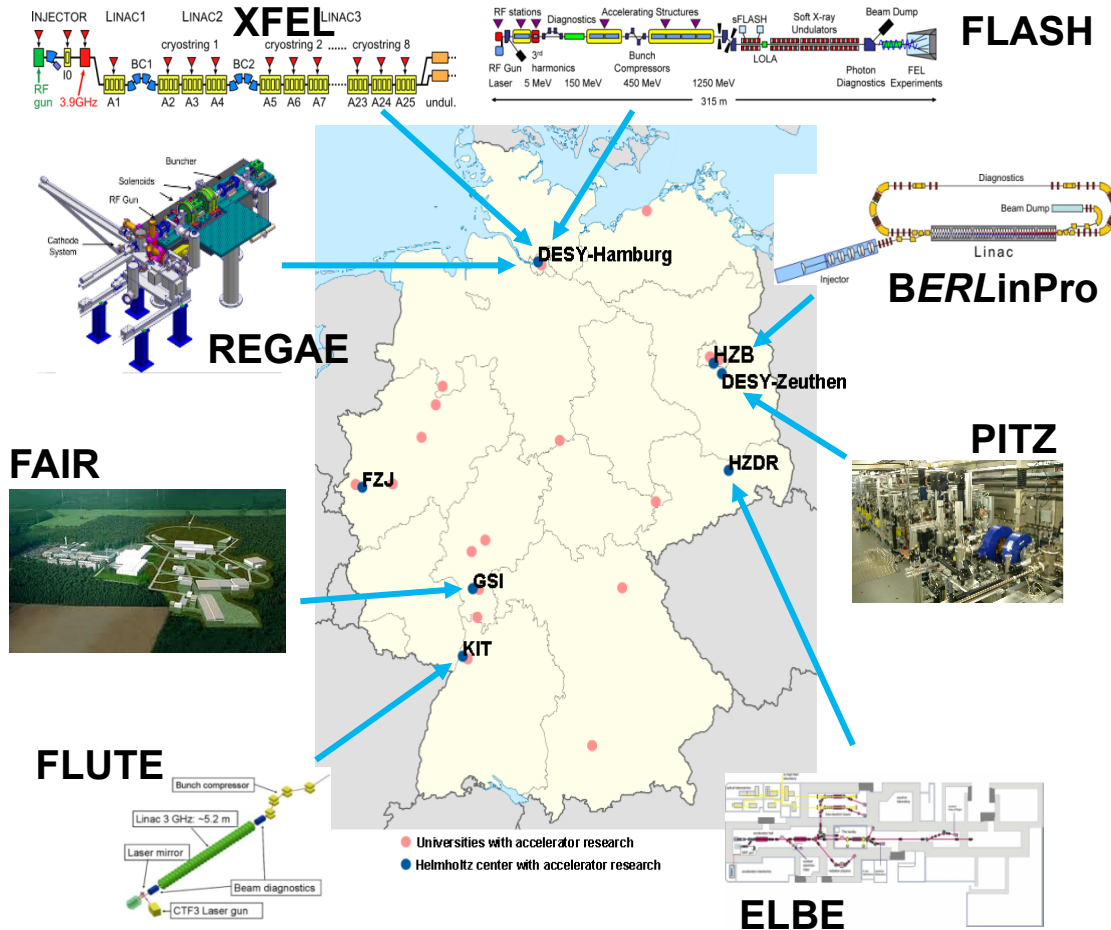 XFEL
INJECTOR
LINAC1
LINAC2
LINAC3
cryostring 1
cryostring 2
......
cryostring 8
I0
BC1
BC2
RF
gun
3.9GHz
A1
A2
A3
A4
A5
A6
A7
A23
A24
A25
undul.
FLASH
RF stations
Diagnostics
Accelerating Structures
sFLASH
Soft X-ray
Undulators
Beam Dump
3rd
harmonics
RF Gun
Bunch
Compressors
LOLA
Laser
5 MeV
150 MeV
450 MeV
1250 MeV
Photon
Diagnostics
FEL
Experiments
315 m
Buncher
Solenoids
RF Gun
Cathode
System
REGAE
Diagnostics
Beam Dump
Linac
Injector
BERLinPro
DESY-Hamburg
HZB
DESY-Zeuthen
PITZ
HZDR
FAIR
FZJ
GSI
KIT
FLUTE
Bunch compressor
Linac 3 GHz: ~5.2 m
Laser mirror
Beam diagnostics
CTF3 Laser gun
Universities with accelerator research
Helmholtz center with accelerator research
ELBE